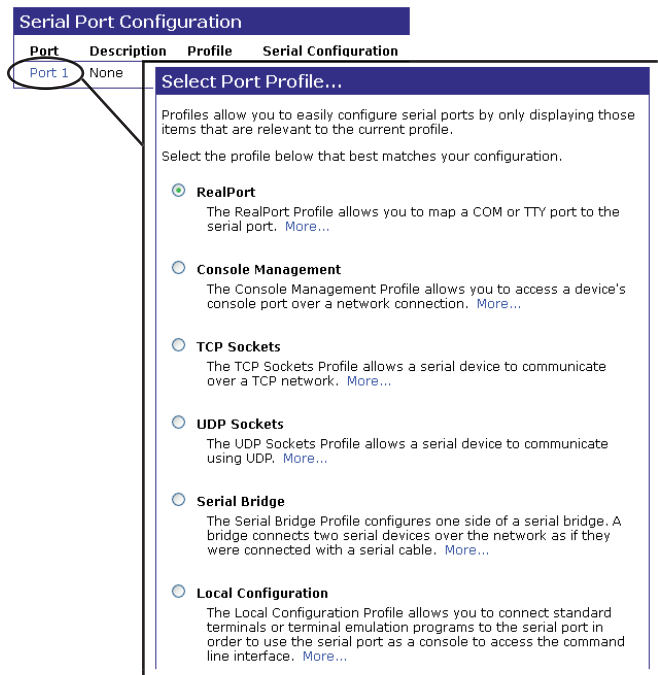 Serial Port Configuration
Port Description Profile Serial Configuration
Port 1 None
Select Port Profile...
Profiles allow you to easily configure serial ports by only displaying those
items that are relevant to the current profile.
Select the profile below that best matches your configuration.
RealPort
The RealPort Profile allows you to map a COM or TTY port to the
serial port. More...
Console Management
The Console Management Profile allows you to access a device's
console port over a network connection. More...
TCP Sockets
The TCP Sockets Profile allows a serial device to communicate
over a TCP network. More...
UDP Sockets
The UDP Sockets Profile allows a serial device to communicate
using UDP. More...
Serial Bridge
The Serial Bridge Profile configures one side of a serial bridge. A
bridge connects two serial devices over the network as if they
were connected with a serial cable. More...
Local Configuration
The Local Configuration Profile allows you to connect standard
terminals or terminal emulation programs to the serial port in
order to use the serial port as a console to access the command
line interface. More...